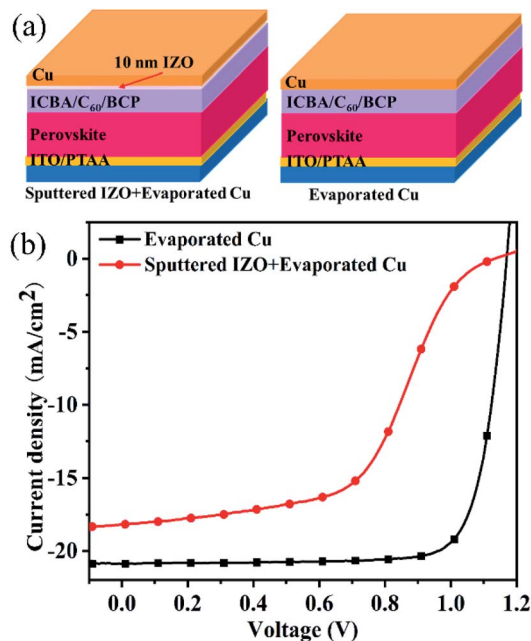 (a)
10 nm IZO
Cu
ICBA/C60/BCP
Perovskite
ITO/PTAA
Sputtered IZO+Evaporated Cu
Cu
ICBA/C60/BCP
Perovskite
ITO/PTAA
Evaporated Cu
(b)
Evaporated Cu
Sputtered IZO+Evaporated Cu
Current density (mA/cm2)
0
-5
-10
-15
-20
0.0 0.2 0.4 0.6 0.8 1.0 1.2
Voltage (V)